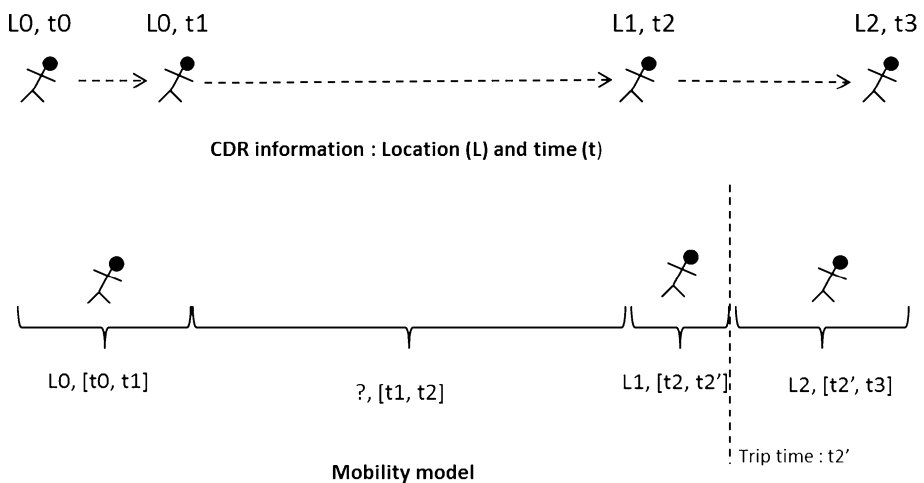 L0, t0 L0, t1 L1, t2 L2, t3
CDR information : Location (L) and time (t)
L0, [t0, t1] ?, [t1, t2] L1, [t2, t2’] L2, [t2’, t3]
Trip time : t2’
Mobility model